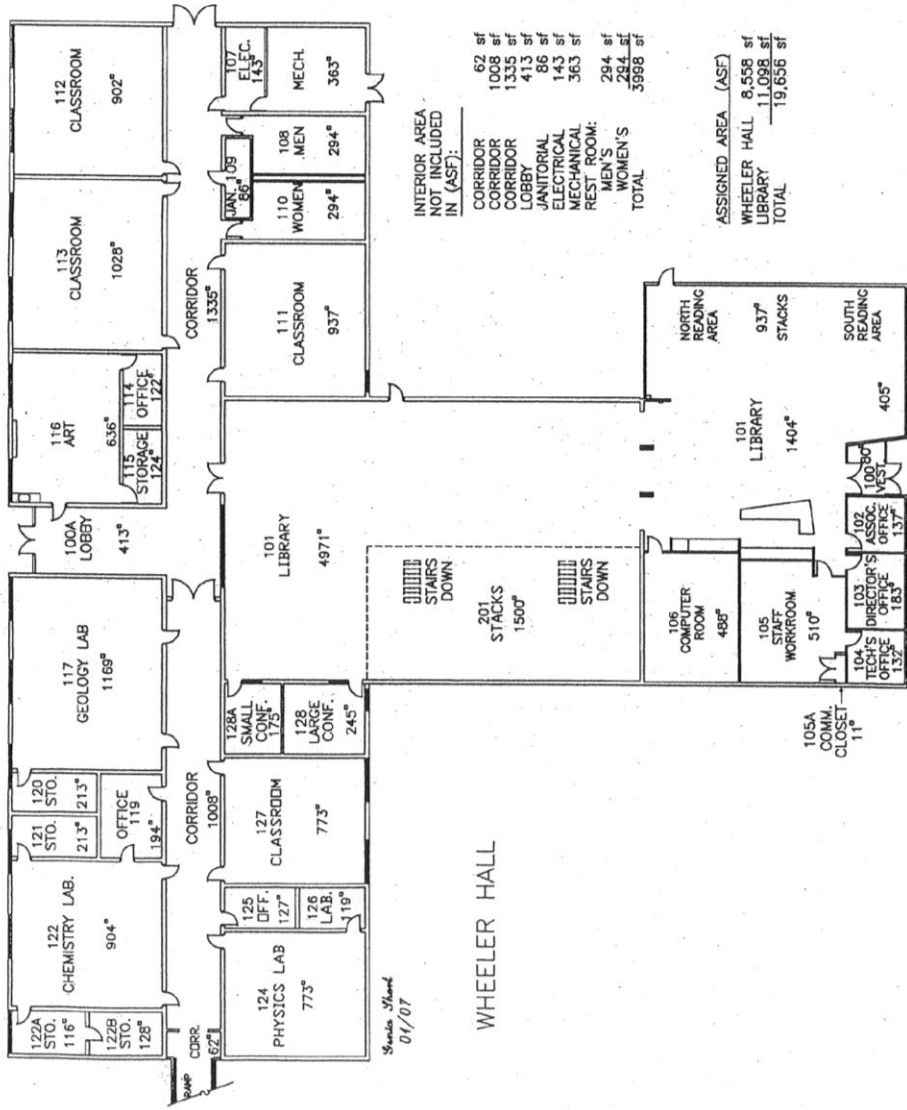 112
CLASSROOM
902"
113
CLASSROOM
1028"
116
ART
636"
114
OFFICE
122"
115
STORAGE
124"
100A
LOBBY
413"
117
GEOLOGY LAB
1169"
120
STO.
213"
121
STO.
213"
OFFICE
119
194"
122
CHEMISTRY LAB.
904"
122A
STO.
116"
122B
STO.
128"
107
ELEC.
143"
MECH.
363"
JAN. 109
86"
108
MEN
294"
110
WOMEN
294"
CORRIDOR
1335"
111
CLASSROOM
937"
CORRIDOR
1008"
CORR.
62"
RAMP
101
LIBRARY
4971"
128A
SMALL
CONF.
175"
128
LARGE
CONF.
245"
127
CLASSROOM
773"
125
OFF.
127"
126
LAB.
119"
124
PHYSICS LAB
773"
STAIRS
DOWN
201
STACKS
1500"
STAIRS
DOWN
INTERIOR AREA
NOT INCLUDED
IN (ASF):
CORRIDOR 62 sf
CORRIDOR 1008 sf
CORRIDOR 1335 sf
LOBBY 413 sf
JANITORIAL 86 sf
ELECTRICAL 143 sf
MECHANICAL 363 sf
REST ROOM:
MEN'S 294 sf
WOMEN'S 294 sf
TOTAL 3998 sf
ASSIGNED AREA (ASF)
WHEELER HALL 8,558 sf
LIBRARY 11,098 sf
TOTAL 19,656 sf
NORTH
READING
AREA
937"
STACKS
SOUTH
READING
AREA
405"
101
LIBRARY
1404"
100 80"
VEST.
102
ASSOC.
OFFICE
137"
103
DIRECTOR'S
OFFICE
183"
104
TECH'S
OFFICE
132"
106
COMPUTER
ROOM
488"
105
STAFF
WORKROOM
510"
105A
COMM.
CLOSET
11"
01/07
WHEELER HALL